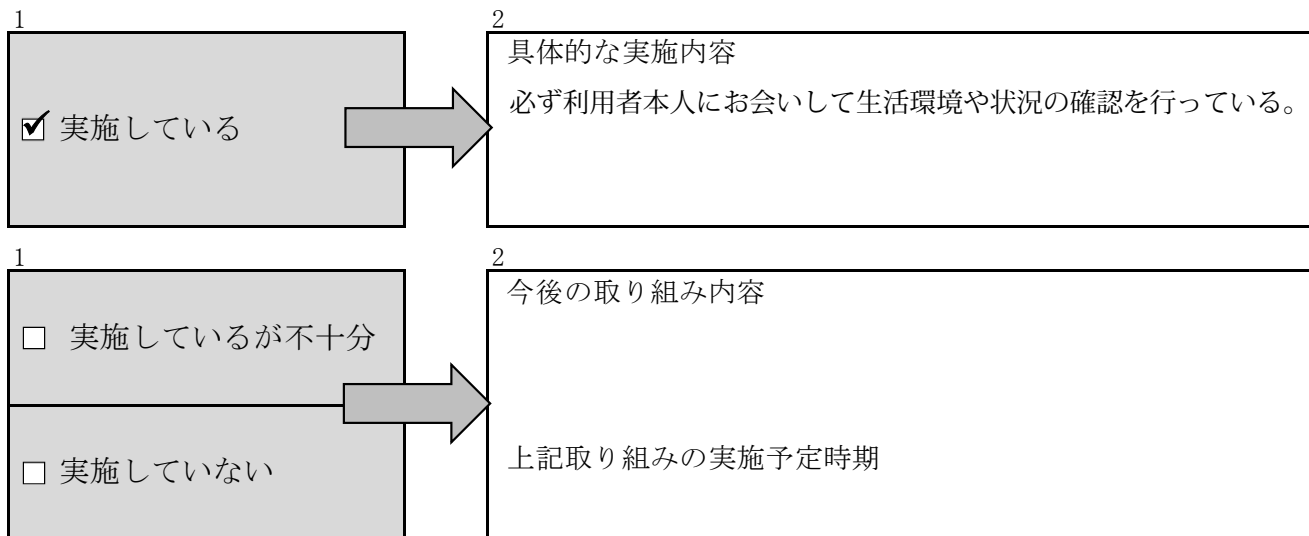 1
2
☑ 実施している
具体的な実施内容
必ず利用者本人にお会いして生活環境や状況の確認を行っている。
1
2
□ 実施しているが不十分
□ 実施していない
今後の取り組み内容
上記取り組みの実施予定時期